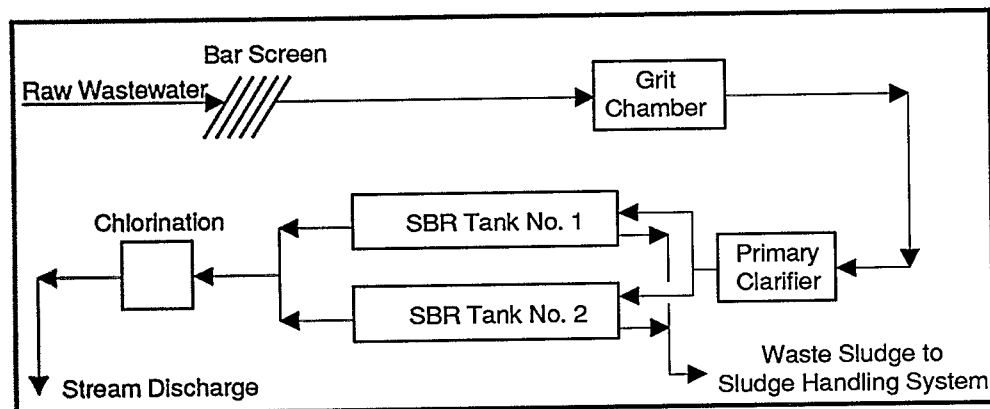 Bar Screen
Raw Wastewater
Grit
Chamber
SBR Tank No. 1
Chlorination
Primary
Clarifier
SBR Tank No. 2
Waste Sludge to
Sludge Handling System
Stream Discharge